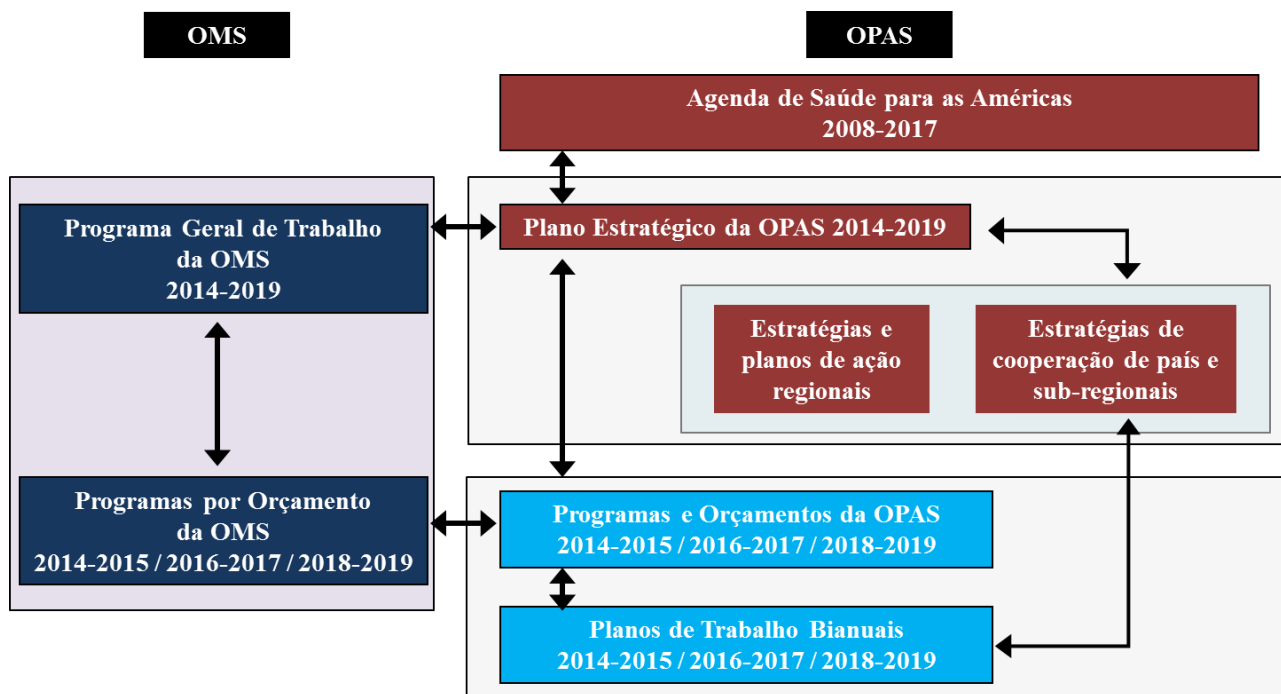 OMS
OPAS
Agenda de Saúde para as Américas
2008-2017
Programa Geral de Trabalho
da OMS
2014-2019
Plano Estratégico da OPAS 2014-2019
Estratégias e
planos de ação
regionais
Estratégias de
cooperação de país e
sub-regionais
Programas por Orçamento
da OMS
2014-2015 / 2016-2017 / 2018-2019
Programas e Orçamentos da OPAS
2014-2015 / 2016-2017 / 2018-2019
Planos de Trabalho Bianuais
2014-2015 / 2016-2017 / 2018-2019